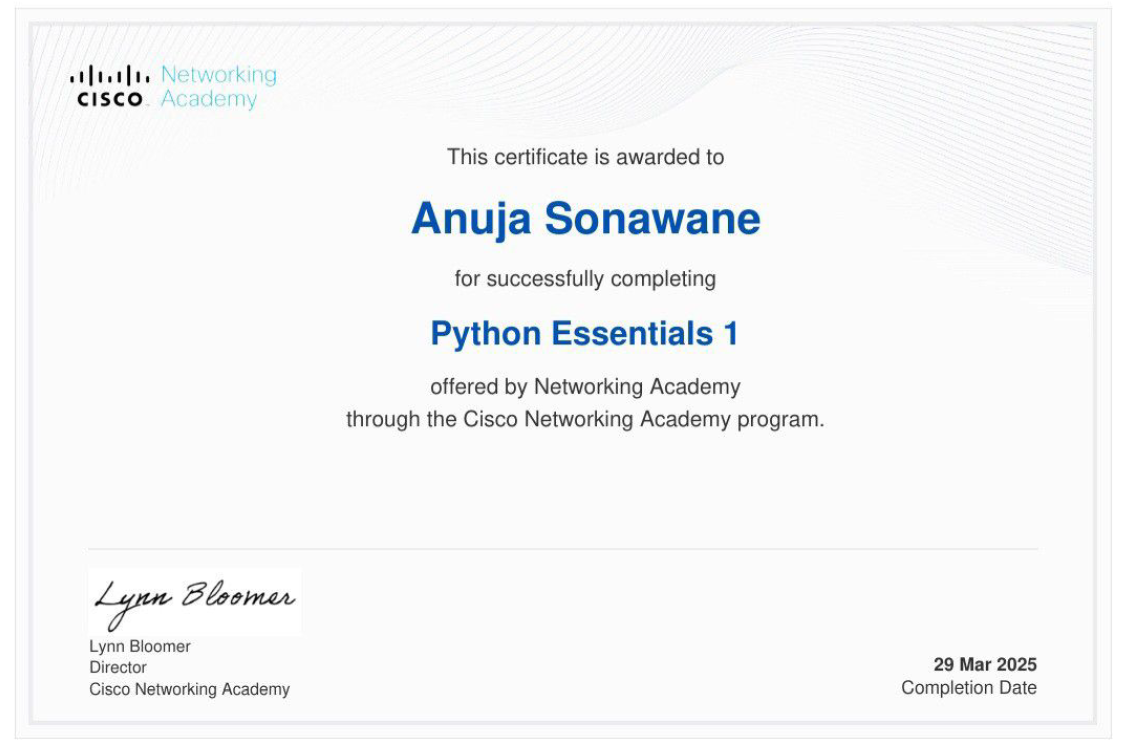 Networking
CISCO Academy
This certificate is awarded to
Anuja Sonawane
for successfully completing
Python Essentials 1
offered by Networking Academy
through the Cisco Networking Academy program.
Lynn Bloomer
Lynn Bloomer
Director
Cisco Networking Academy
29 Mar 2025
Completion Date